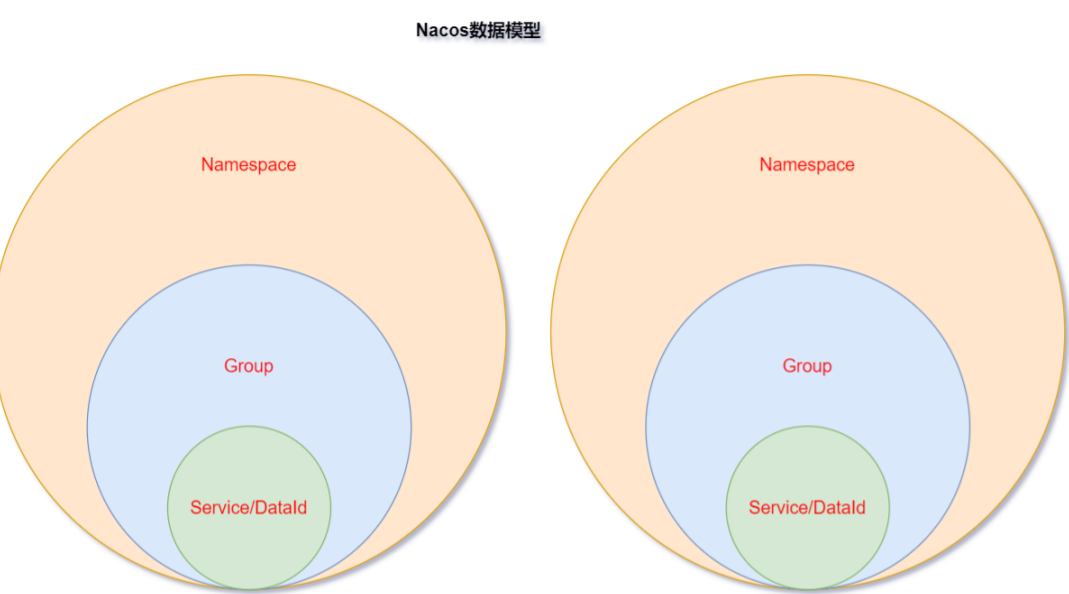 Nacos数据模型
Namespace
Namespace
Group
Group
Service/DataId
Service/DataId